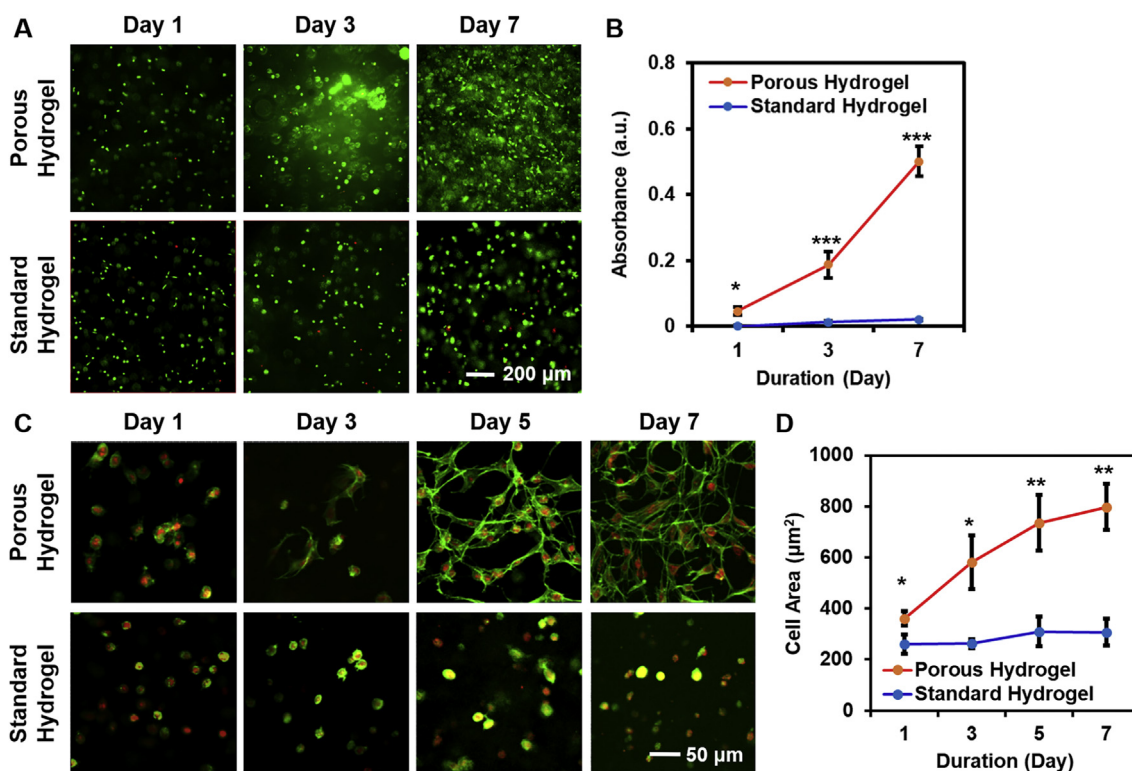 A
Day 1
Day 3
Day 7
Porous
Hydrogel
Standard
Hydrogel
200 µm
B
0.8
0.6
0.4
0.2
0
Absorbance (a.u.)
Porous Hydrogel
Standard Hydrogel
*
***
***
1
3
7
Duration (Day)
C
Day 1
Day 3
Day 5
Day 7
Porous
Hydrogel
Standard
Hydrogel
50 µm
D
1000
800
600
400
200
0
Cell Area (µm²)
*
*
**
**
Porous Hydrogel
Standard Hydrogel
1
3
5
7
Duration (Day)